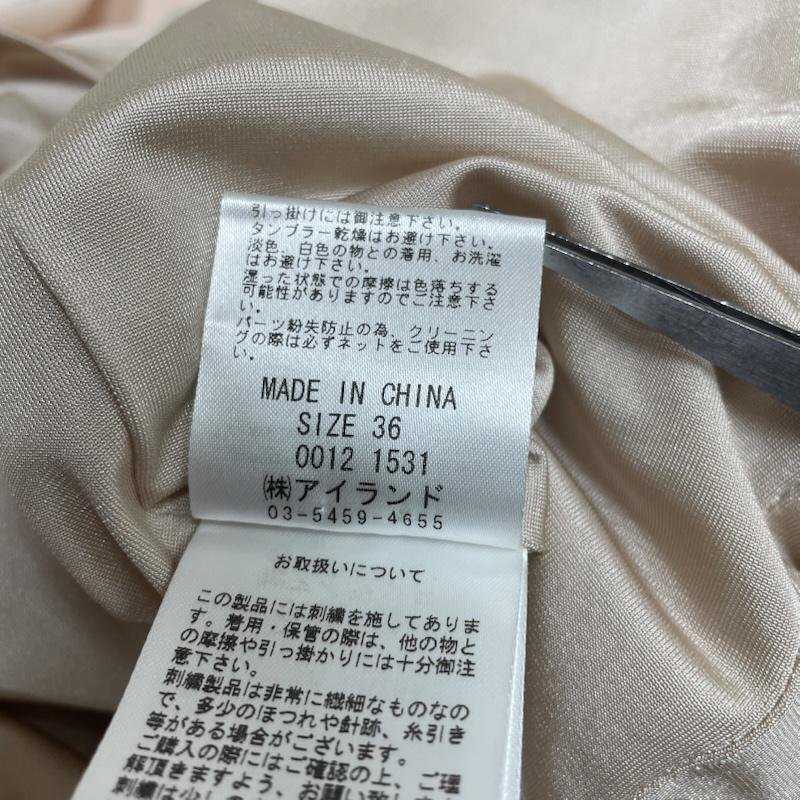 引っ掛けには御注意下さい。
タンブラー乾燥はお避け下さい。
淡色、白色の物との着用、お洗濯
はお避け下さい。
湿った状態での摩擦は色落ちする
可能性がありますのでご注意下さ
い。
パーツ紛失防止の為、クリーニン
グの際は必ずネットをご使用下さ
い。
MADE IN CHINA
SIZE 36
0012 1531
㈱アイランド
03-5459-4655
お取扱いについて
この製品には刺繍を施してありま
す。着用・保管の際は、他の物と
の摩擦や引っ掛かりには十分御注
意下さい。
刺繍製品は非常に繊細なものなの
で、多少のほつれや針跡、糸引き
等がある場合がございます。
ご購入の際にはご確認の上、ご理
解頂きますよう、お願い致します
刺繍は少しの